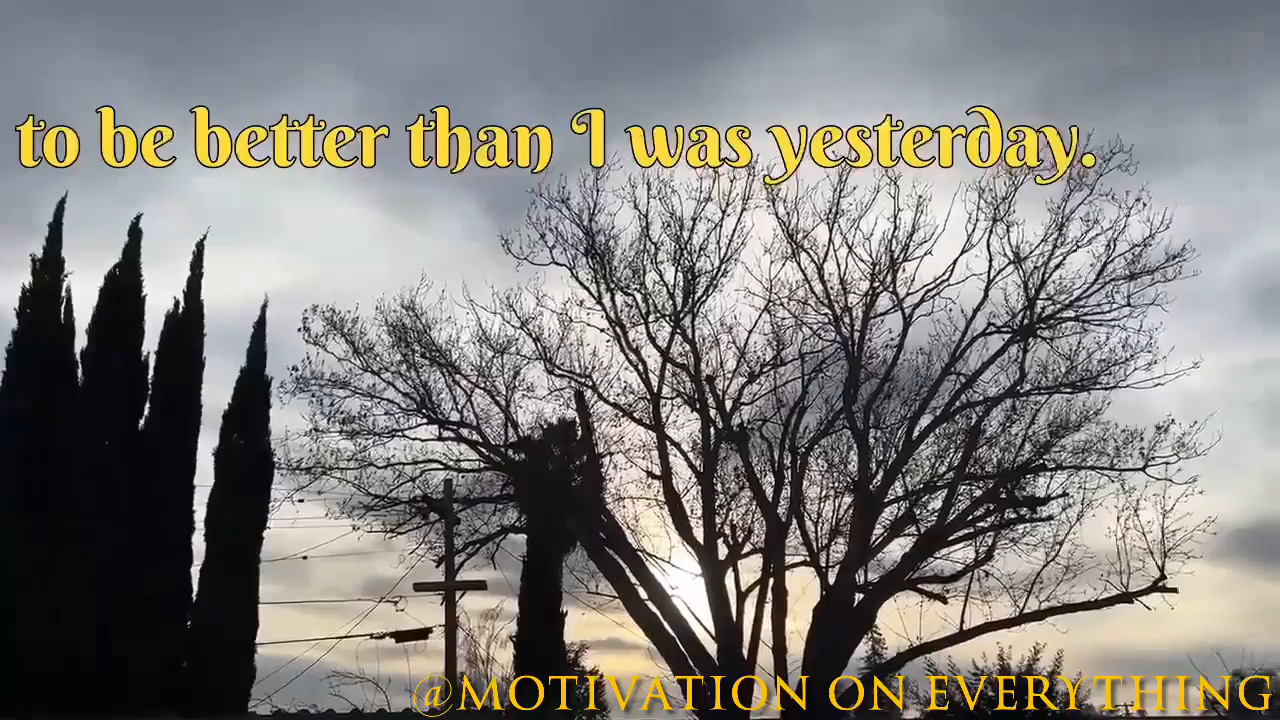 to be better than I was yesterday.
@MOTIVATION ON EVERYTHING